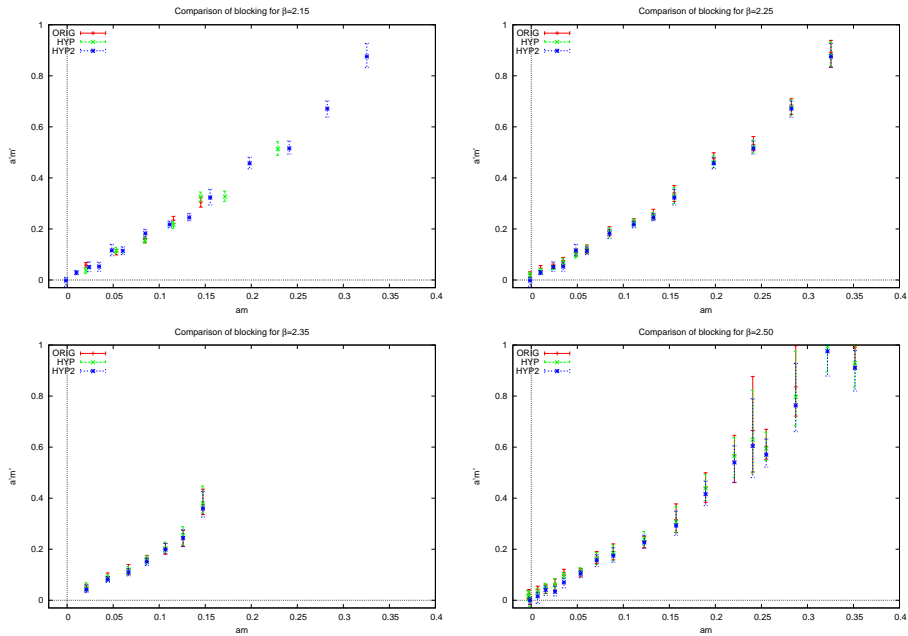 Comparison of blocking for β=2.15
ORIG
HYP
HYP2
a'm'
1
0.8
0.6
0.4
0.2
0
0 0.05 0.1 0.15 0.2 0.25 0.3 0.35 0.4
am
Comparison of blocking for β=2.25
ORIG
HYP
HYP2
a'm'
1
0.8
0.6
0.4
0.2
0
0 0.05 0.1 0.15 0.2 0.25 0.3 0.35 0.4
am
Comparison of blocking for β=2.35
ORIG
HYP
HYP2
a'm'
1
0.8
0.6
0.4
0.2
0
0 0.05 0.1 0.15 0.2 0.25 0.3 0.35 0.4
am
Comparison of blocking for β=2.50
ORIG
HYP
HYP2
a'm'
1
0.8
0.6
0.4
0.2
0
0 0.05 0.1 0.15 0.2 0.25 0.3 0.35 0.4
am